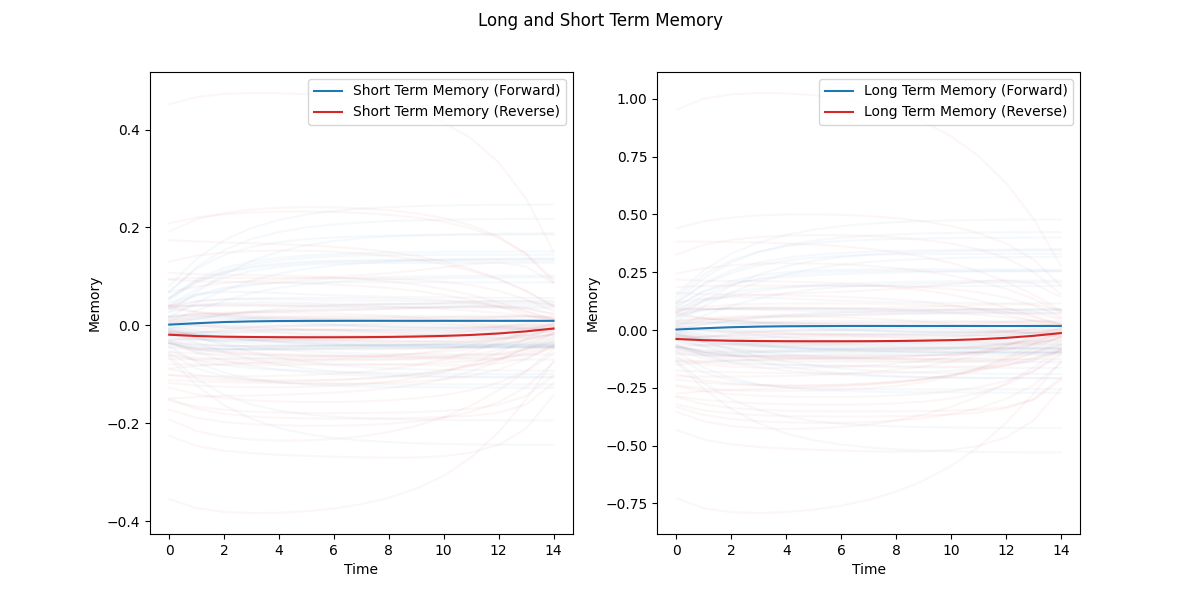 Long and Short Term Memory
Short Term Memory (Forward)
Short Term Memory (Reverse)
0.4
0.2
0.0
−0.2
−0.4
Memory
0 2 4 6 8 10 12 14
Time
Long Term Memory (Forward)
Long Term Memory (Reverse)
1.00
0.75
0.50
0.25
0.00
−0.25
−0.50
−0.75
Memory
0 2 4 6 8 10 12 14
Time